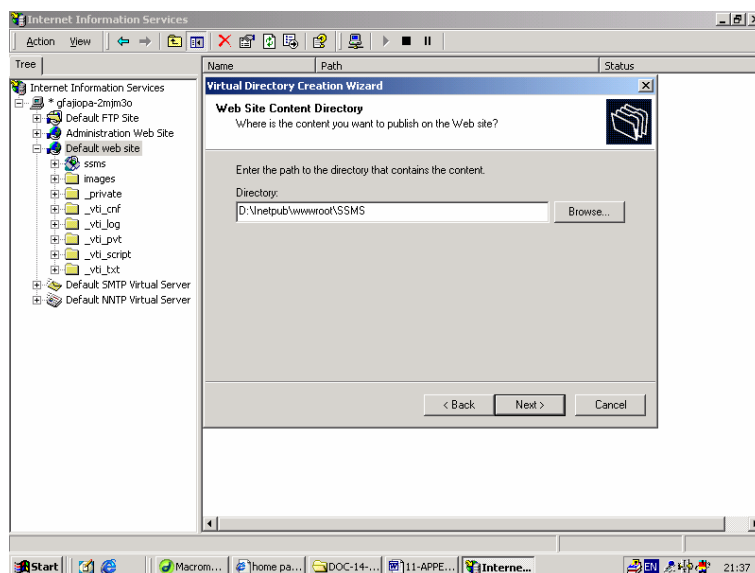 Internet Information Services
Action View
Tree
Name Path Status
Internet Information Services
* gfajiopa-2mjm3o
Default FTP Site
Administration Web Site
Default web site
ssms
images
_private
_vti_cnf
_vti_log
_vti_pvt
_vti_script
_vti_txt
Default SMTP Virtual Server
Default NNTP Virtual Server
Virtual Directory Creation Wizard
Web Site Content Directory
Where is the content you want to publish on the Web site?
Enter the path to the directory that contains the content.
Directory:
D:\Inetpub\wwwroot\SSMS
Browse...
< Back Next > Cancel
Start Macrom... home pa... DOC-14-... 11-APPE... Interne... EN 21:37